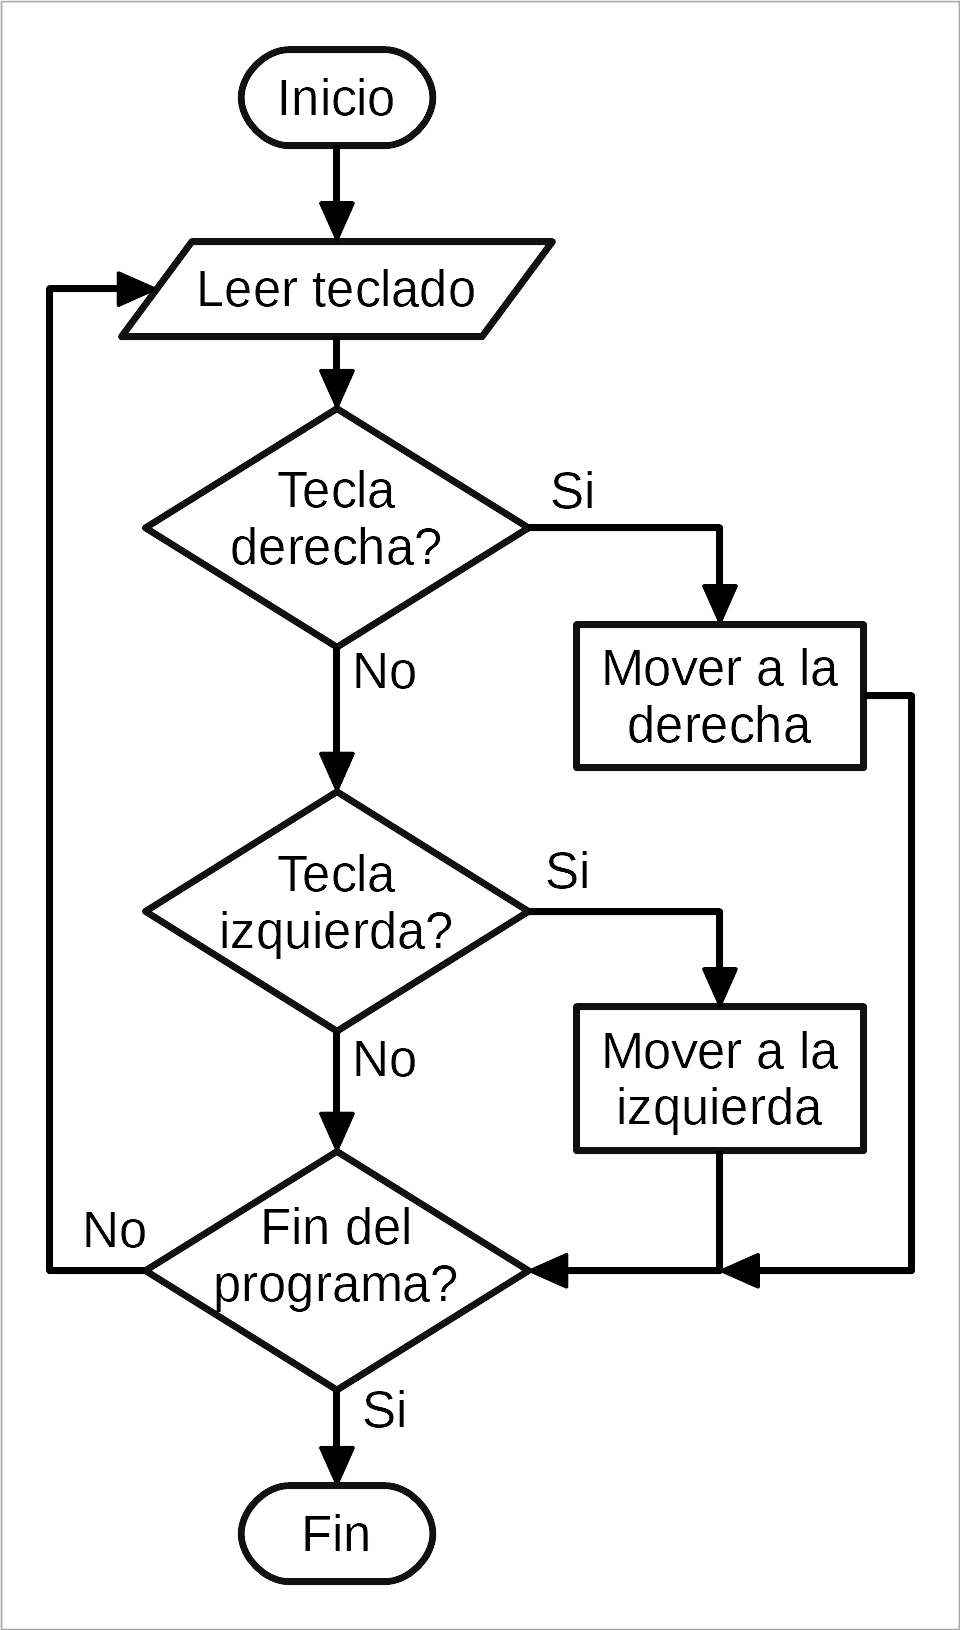 Inicio
Leer teclado
Tecla
derecha?
Si
No
Mover a la
derecha
Tecla
izquierda?
Si
No
Mover a la
izquierda
Fin del
programa?
No
Si
Fin